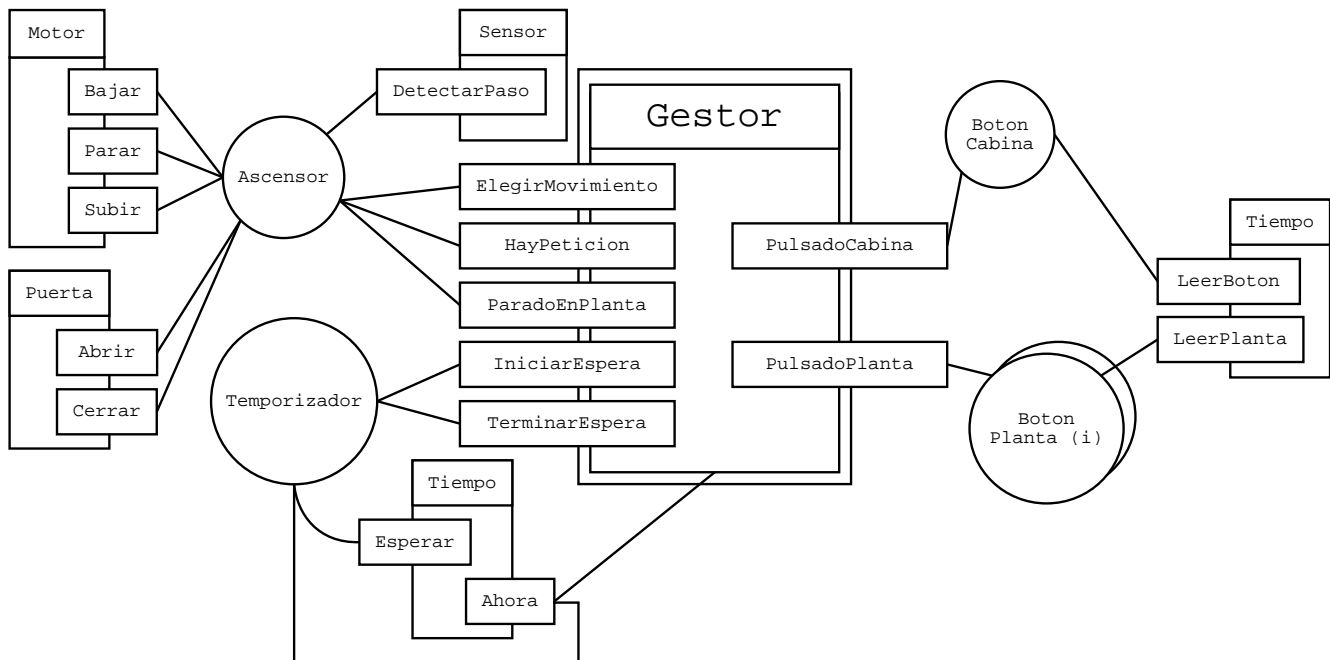 Motor
Bajar
Parar
Subir
Puerta
Abrir
Cerrar
Ascensor
Temporizador
Sensor
DetectarPaso
Gestor
ElegirMovimiento
HayPeticion
ParadoEnPlanta
IniciarEspera
TerminarEspera
PulsadoCabina
PulsadoPlanta
Tiempo
Esperar
Ahora
Boton
Cabina
Boton
Planta (i)
Tiempo
LeerBoton
LeerPlanta